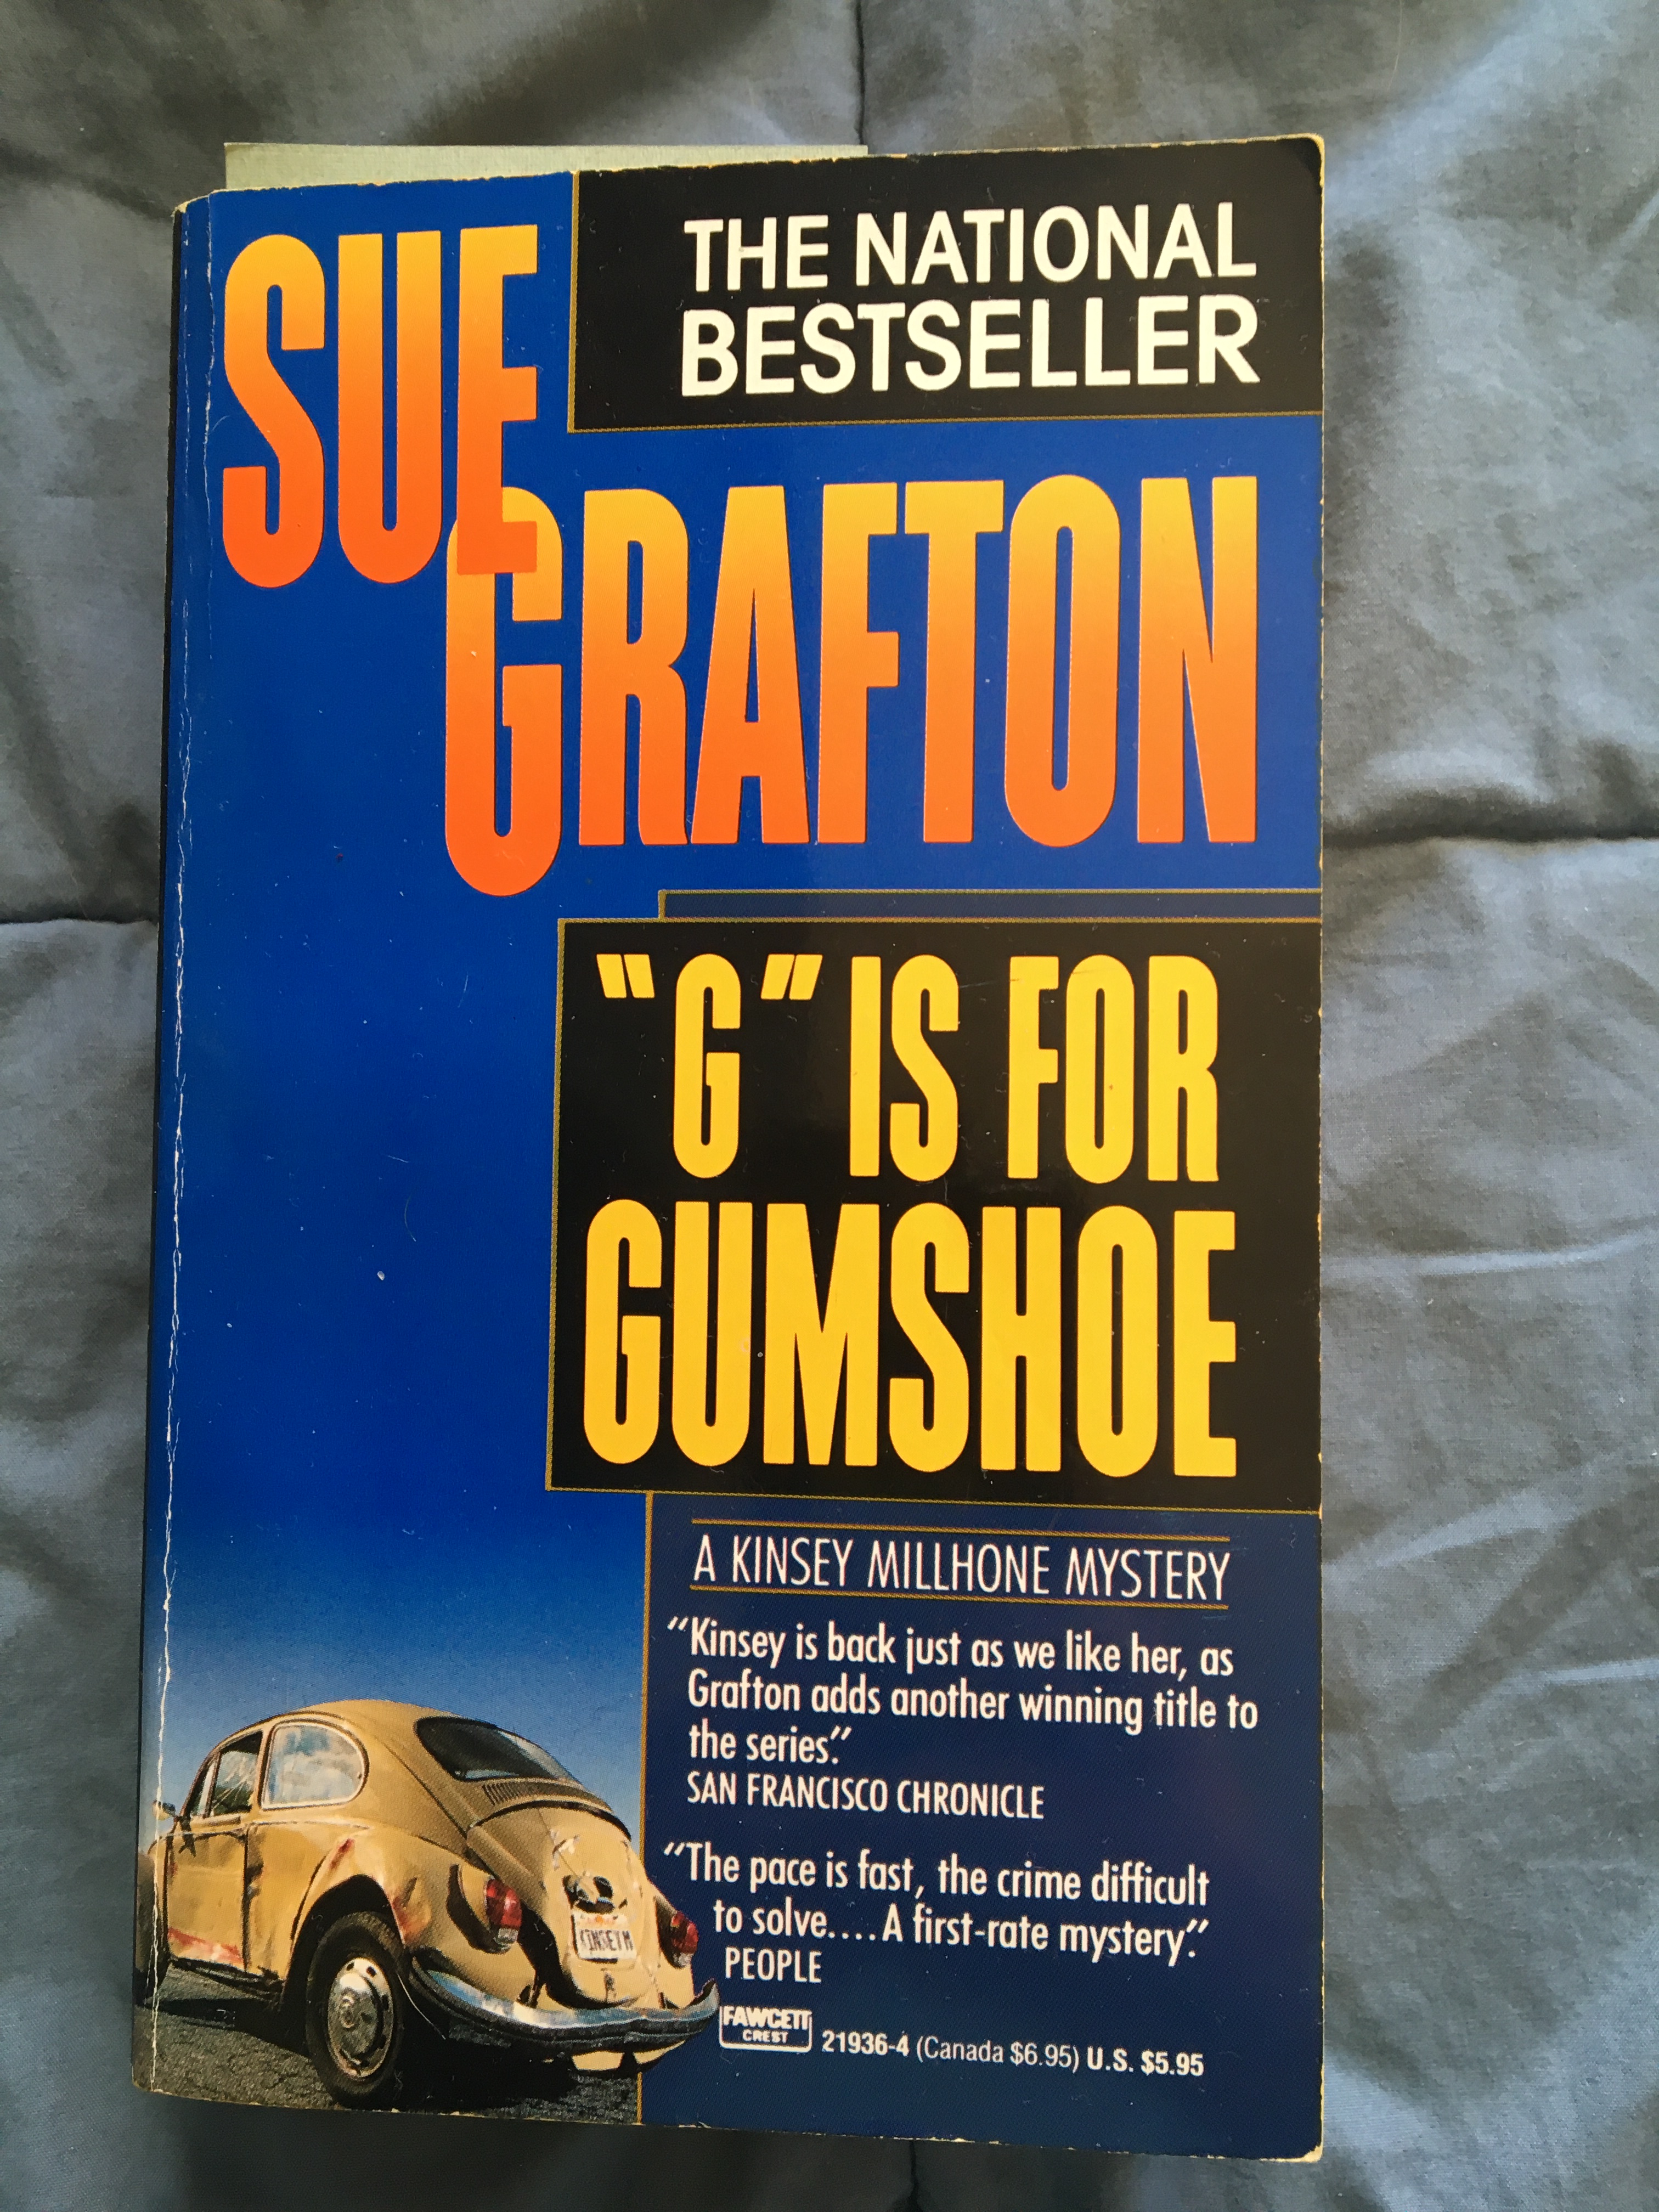 SUE
THE NATIONAL
BESTSELLER
GRAFTON
"G" IS FOR
GUMSHOE
A KINSEY MILLHONE MYSTERY
"Kinsey is back just as we like her, as
Grafton adds another winning title to
the series."
SAN FRANCISCO CHRONICLE
"The pace is fast, the crime difficult
to solve.... A first-rate mystery."
PEOPLE
KINSEY M
FAWCETT
CREST
21936-4 (Canada $6.95) U.S. $5.95